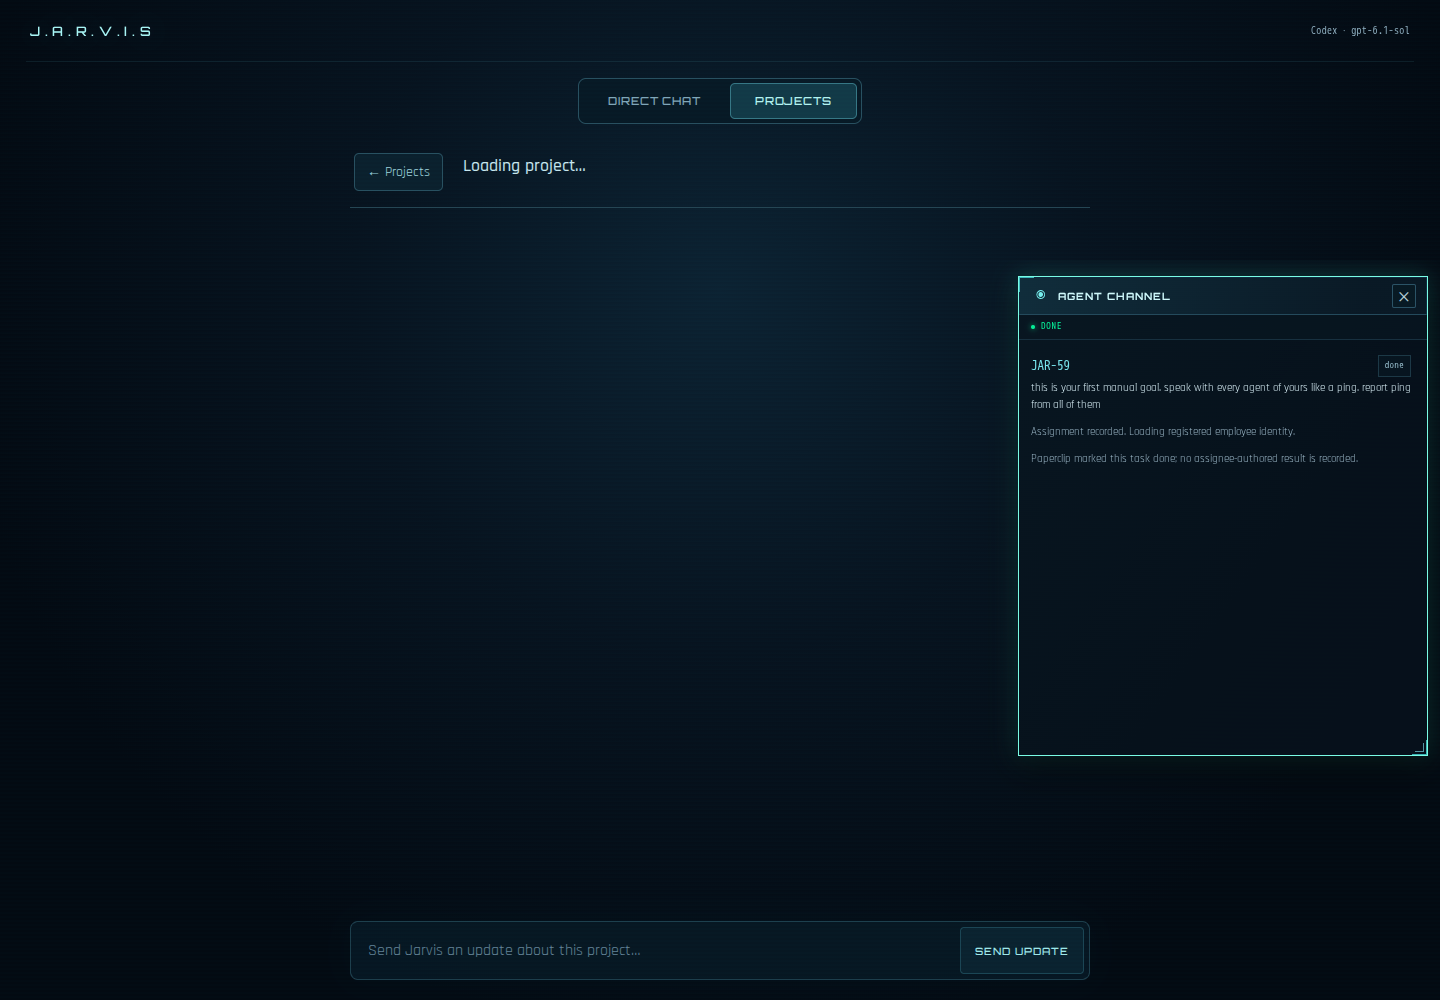 J.A.R.V.I.S
Codex · gpt-6.1-sol
DIRECT CHAT
PROJECTS
← Projects
Loading project...
AGENT CHANNEL
DONE
JAR-59
done
this is your first manual goal. speak with every agent of yours like a ping. report ping
from all of them
Assignment recorded. Loading registered employee identity.
Paperclip marked this task done; no assignee-authored result is recorded.
Send Jarvis an update about this project...
SEND UPDATE